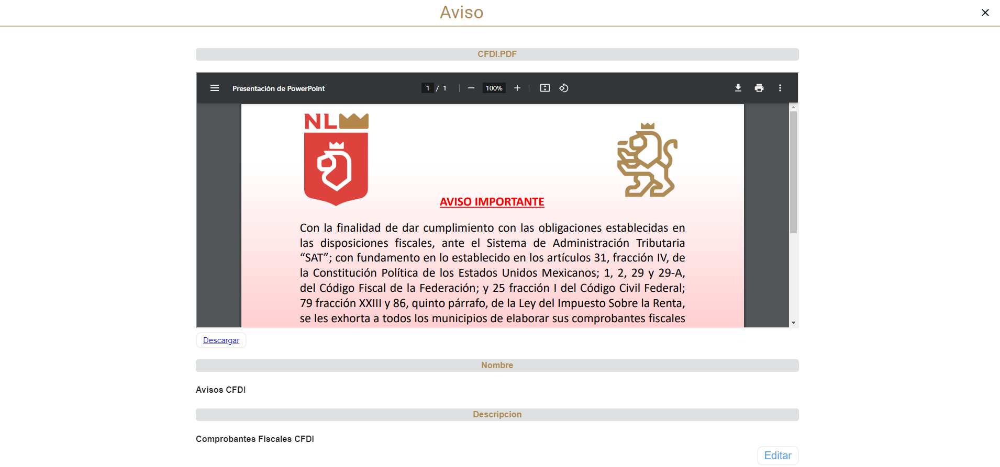 Aviso
CFDI.PDF
Presentación de PowerPoint
1 / 1
100%
NL
AVISO IMPORTANTE
Con la finalidad de dar cumplimiento con las obligaciones establecidas en
las disposiciones fiscales, ante el Sistema de Administración Tributaria
“SAT”; con fundamento en lo establecido en los artículos 31, fracción IV, de
la Constitución Política de los Estados Unidos Mexicanos; 1, 2, 29 y 29-A,
del Código Fiscal de la Federación; y 25 fracción I del Código Civil Federal;
79 fracción XXIII y 86, quinto párrafo, de la Ley del Impuesto Sobre la Renta,
se les exhorta a todos los municipios de elaborar sus comprobantes fiscales
Descargar
Nombre
Avisos CFDI
Descripcion
Comprobantes Fiscales CFDI
Editar